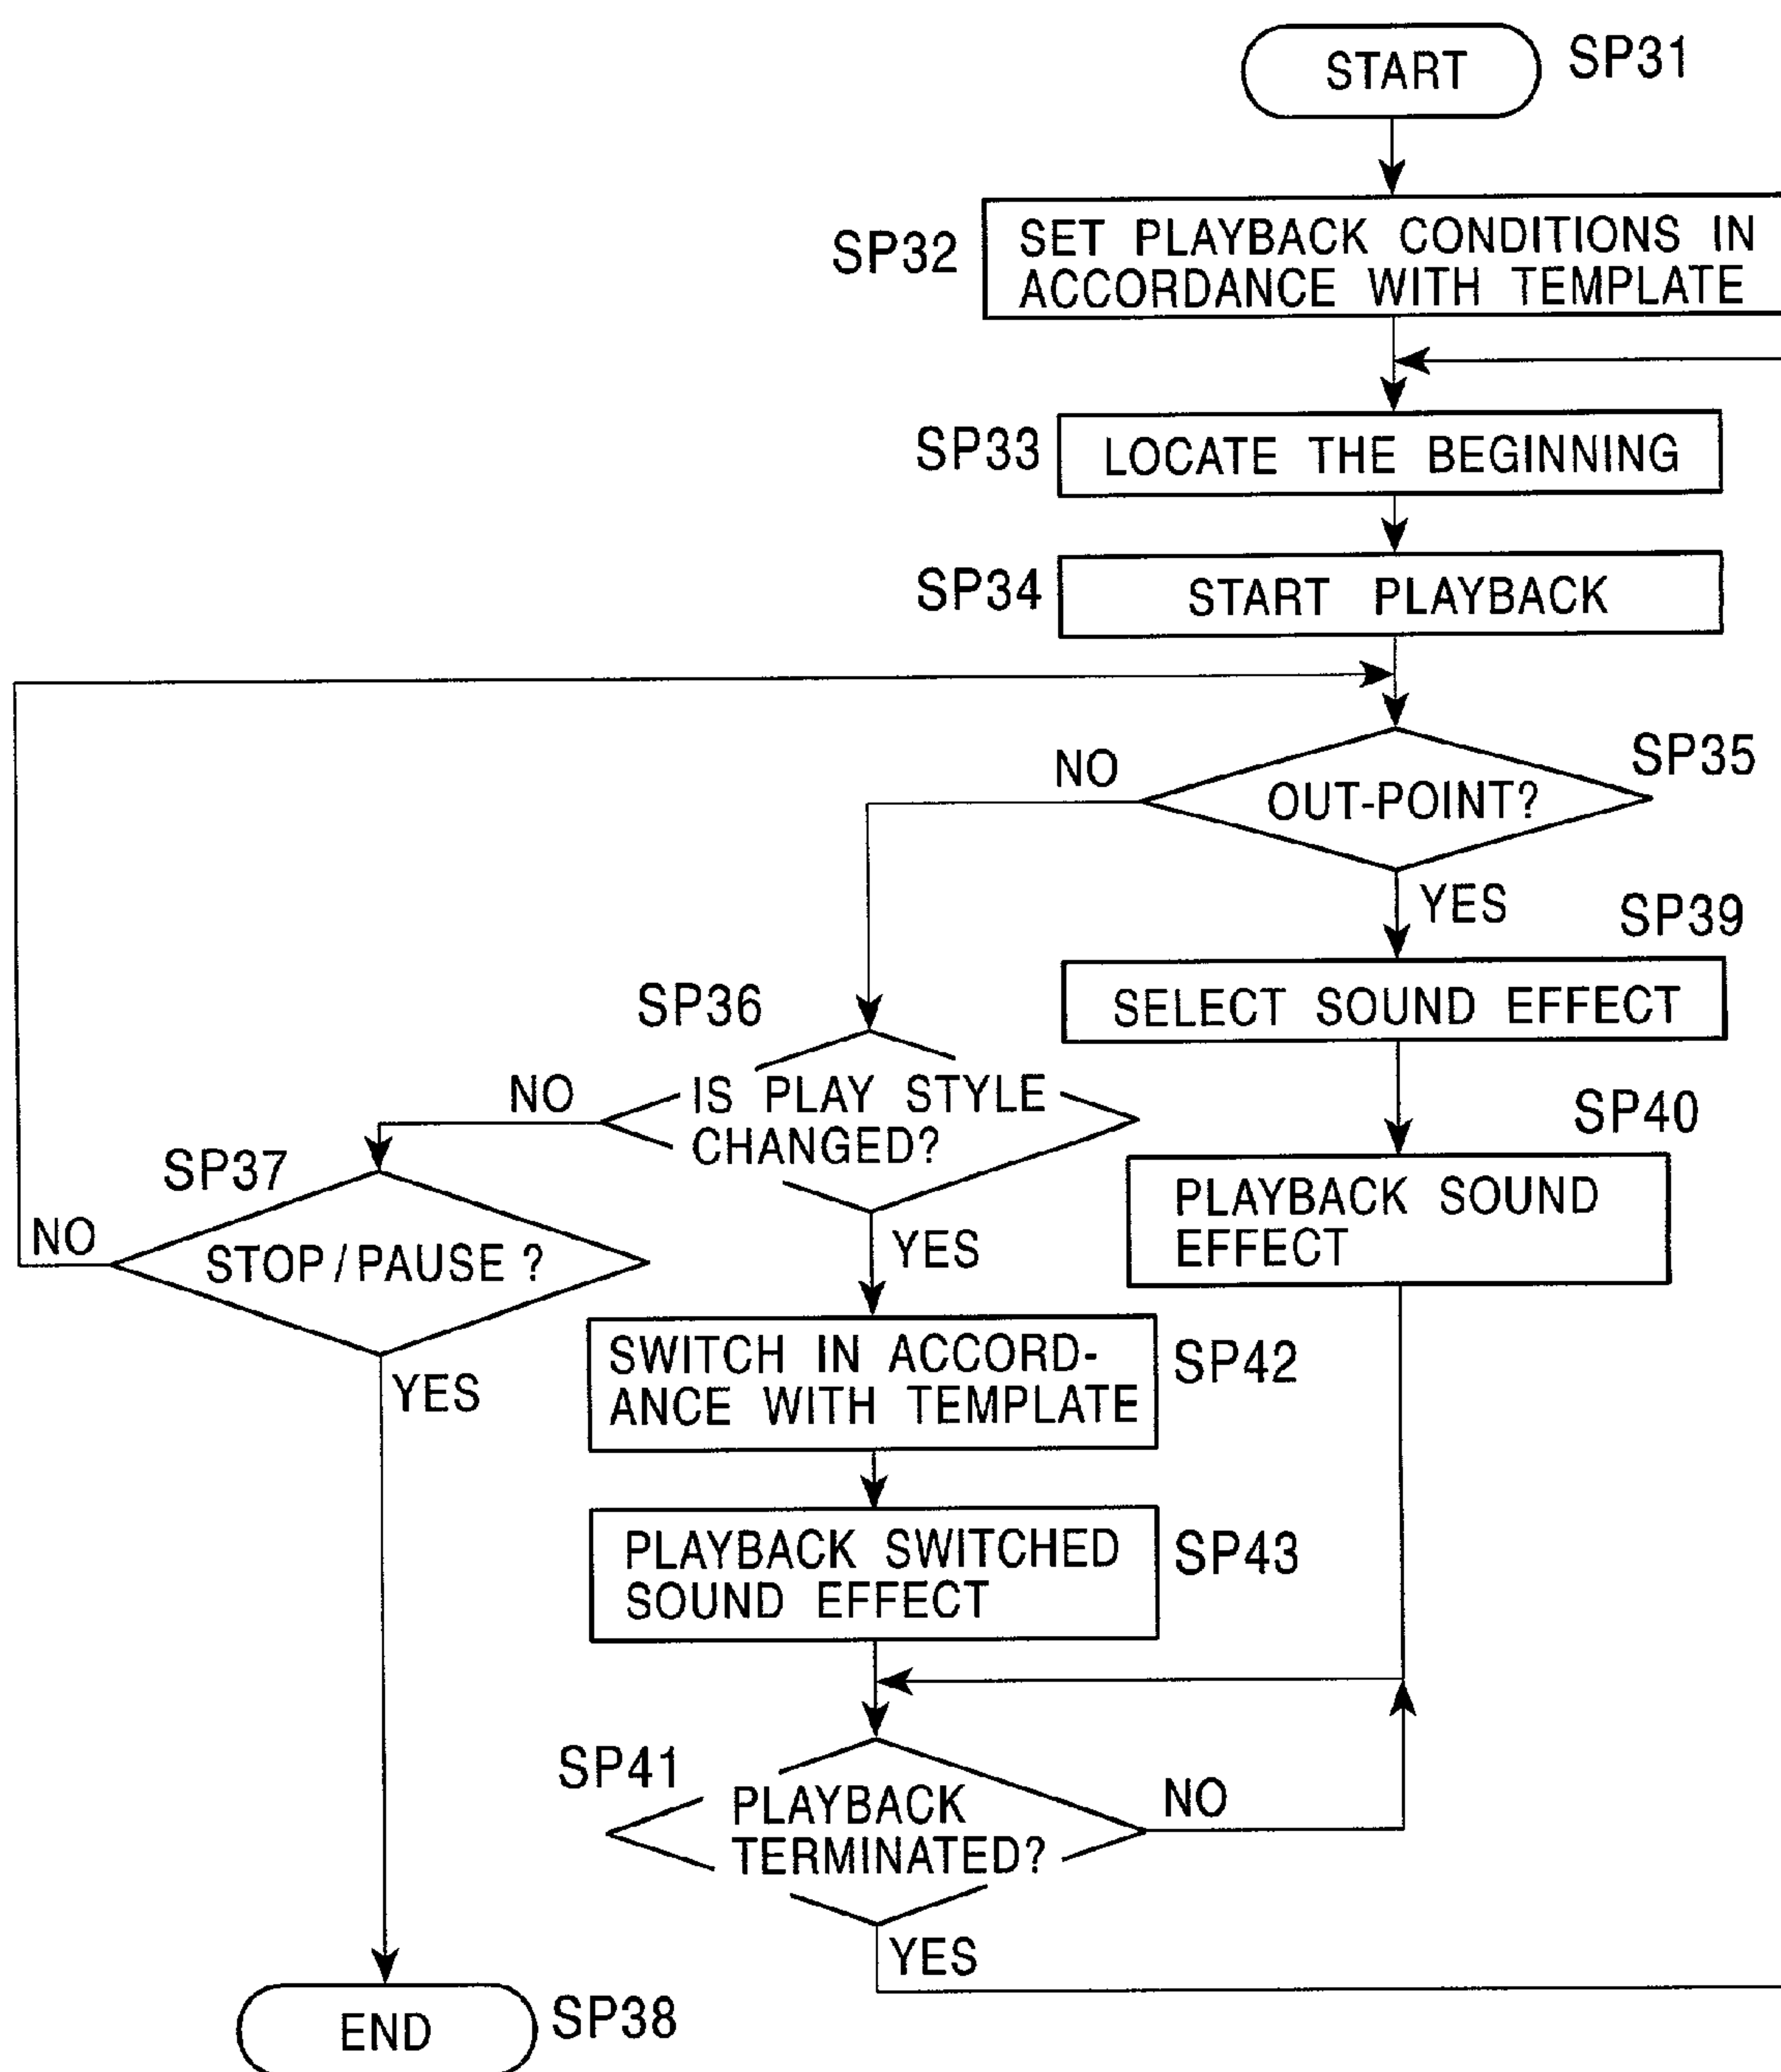 START
SP31
SP32
SET PLAYBACK CONDITIONS IN
ACCORDANCE WITH TEMPLATE
SP33
LOCATE THE BEGINNING
SP34
START PLAYBACK
SP35
NO
OUT-POINT?
YES
SP39
SELECT SOUND EFFECT
SP36
NO
IS PLAY STYLE
CHANGED?
SP40
PLAYBACK SOUND
EFFECT
SP37
NO
STOP/PAUSE ?
YES
YES
SWITCH IN ACCORD-
ANCE WITH TEMPLATE
SP42
PLAYBACK SWITCHED
SOUND EFFECT
SP43
SP41
PLAYBACK
TERMINATED?
NO
YES
END
SP38